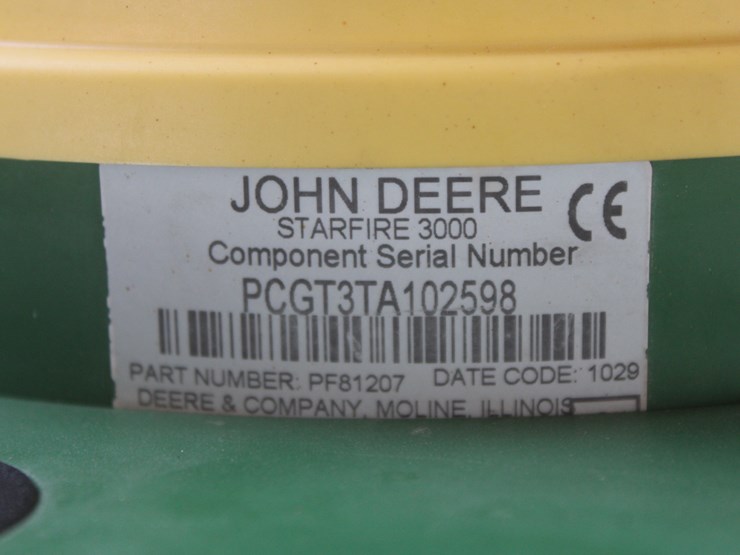 JOHN DEERE CE
STARFIRE 3000
Component Serial Number
PCGT3TA102598
PART NUMBER: PF81207 DATE CODE: 1029
DEERE & COMPANY, MOLINE, ILLINOIS